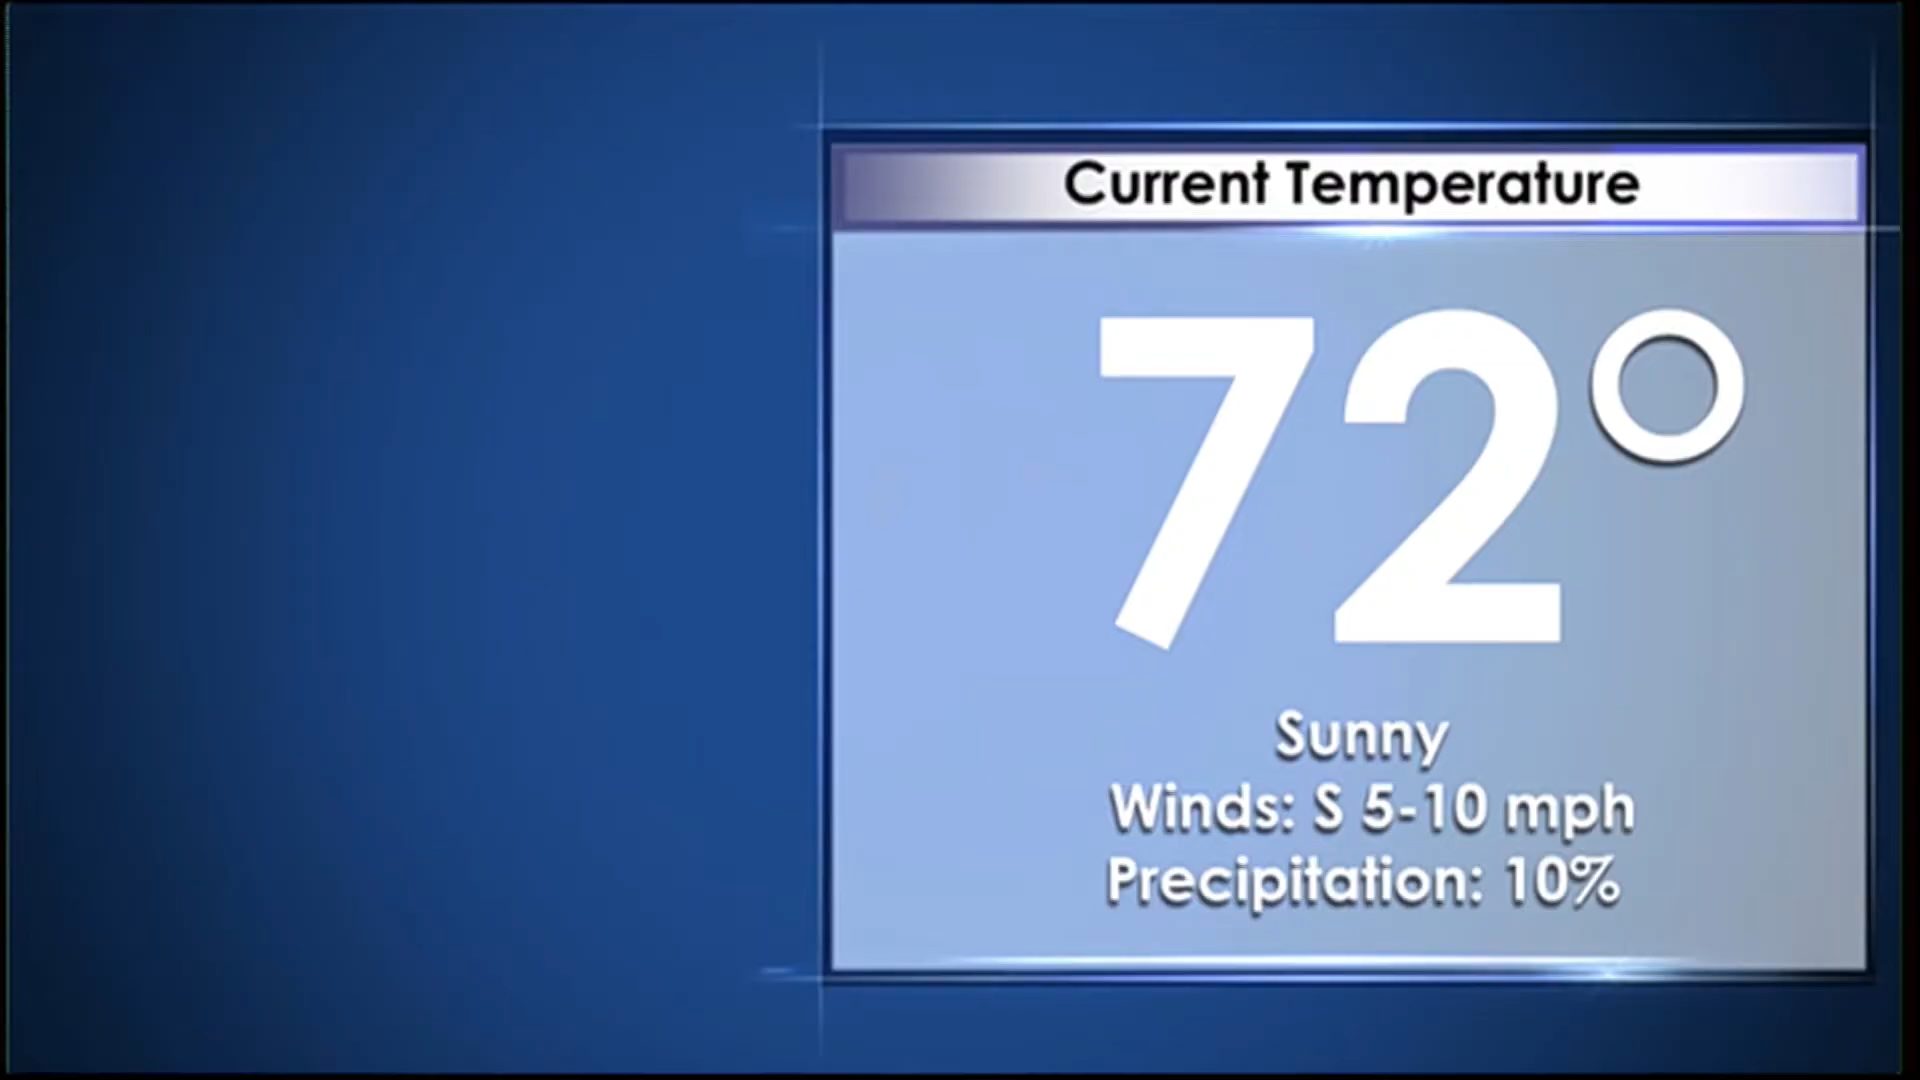 Current Temperature
72°
Sunny
Winds: S 5-10 mph
Precipitation: 10%